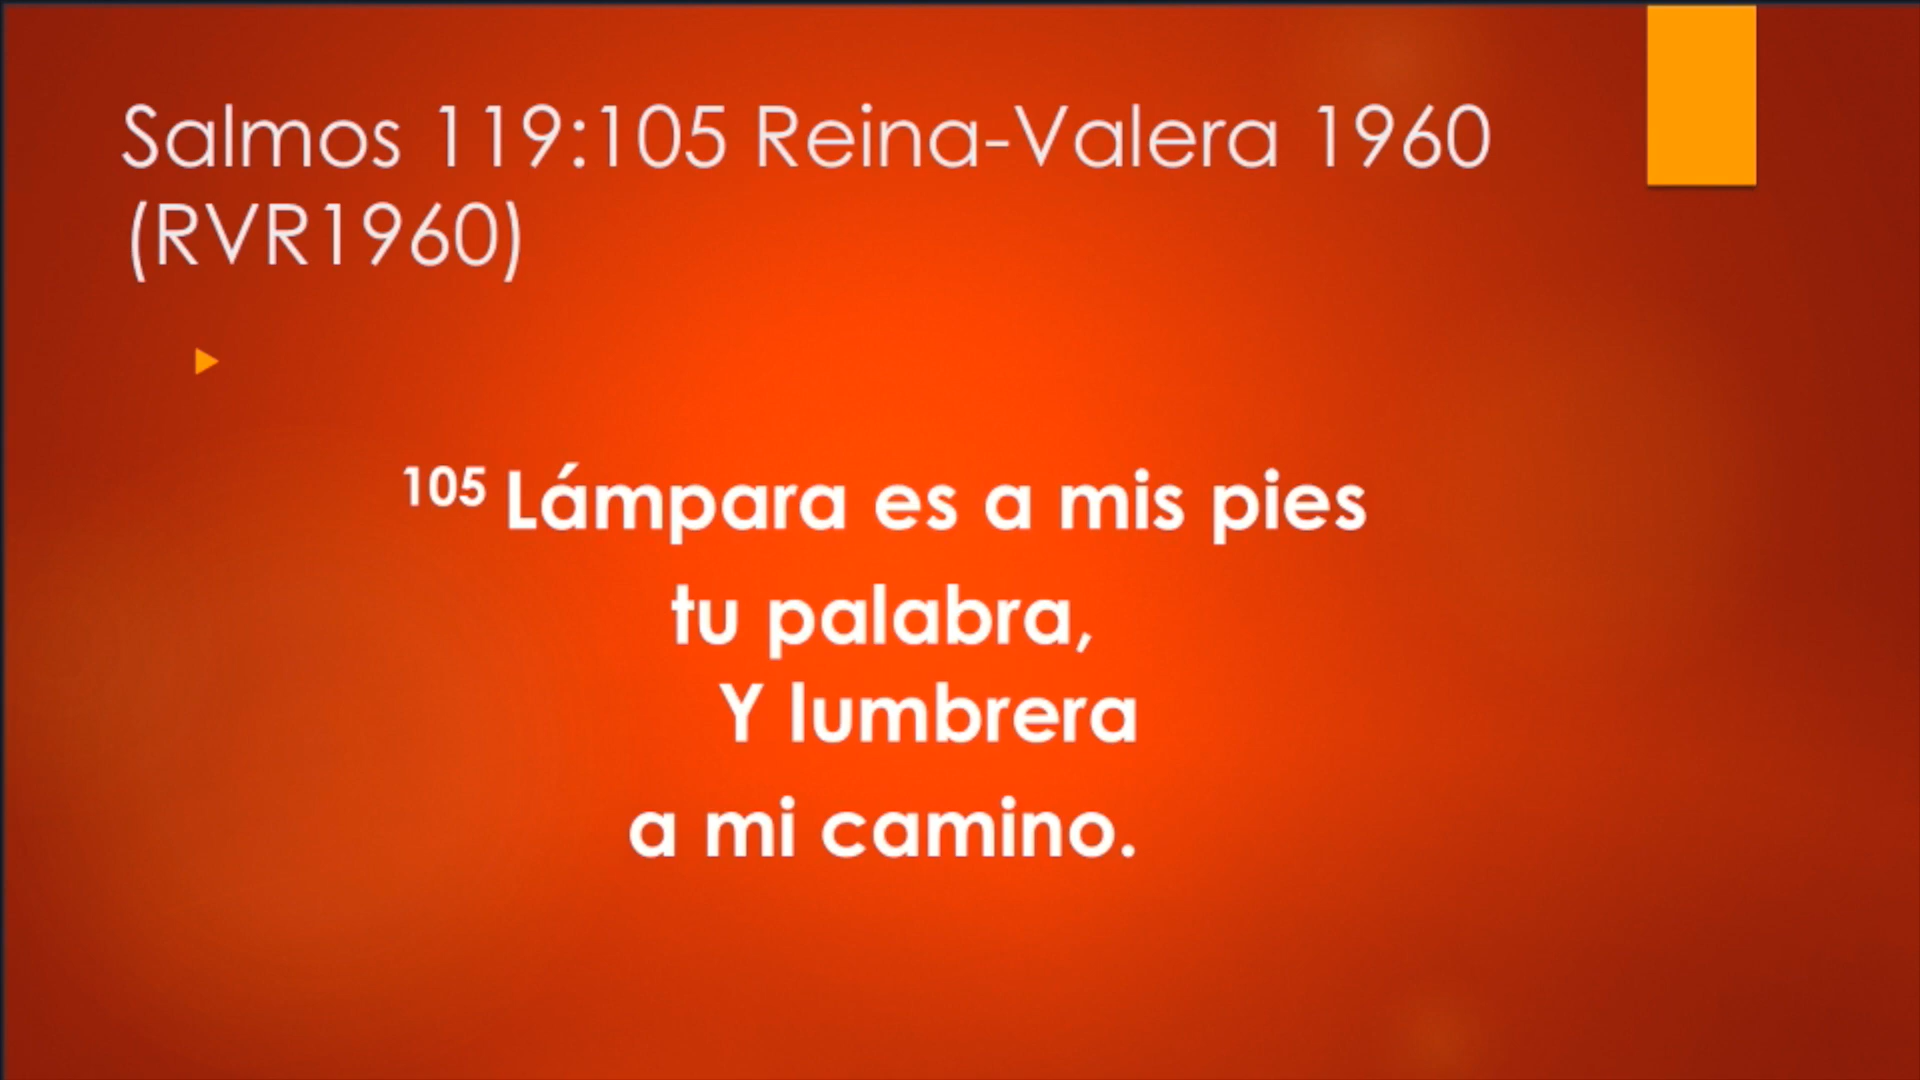 Salmos 119:105 Reina-Valera 1960
(RVR1960)
105 Lámpara es a mis pies
tu palabra,
Y lumbrera
a mi camino.